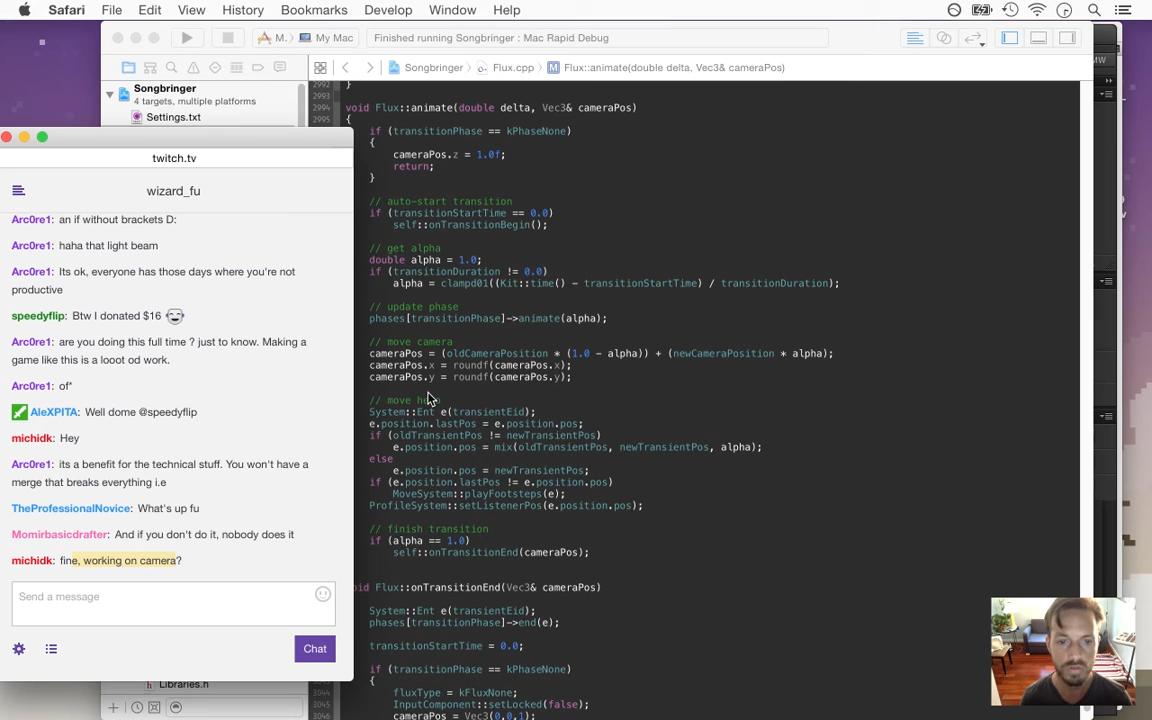 Safari File Edit View History Bookmarks Develop Window Help
M. My Mac Finished running Songbringer : Mac Rapid Debug
Songbringer Flux.cpp M Flux::animate(double delta, Vec3& cameraPos)
Songbringer
4 targets, multiple platforms
Settings.txt
twitch.tv
wizard_fu
Arc0re1: an if without brackets D:
Arc0re1: haha that light beam
Arc0re1: Its ok, everyone has those days where you're not
productive
speedyflip: Btw I donated $16
Arc0re1: are you doing this full time ? just to know. Making a
game like this is a looot od work.
Arc0re1: of*
AleXPITA: Well dome @speedyflip
michidk: Hey
Arc0re1: its a benefit for the technical stuff. You won't have a
merge that breaks everything i.e
TheProfessionalNovice: What's up fu
Momirbasicdrafter: And if you don't do it, nobody does it
michidk: fine, working on camera?
Send a message
Chat
Libraries.h
2992 }
2993
2994 void Flux::animate(double delta, Vec3& cameraPos)
2995 {
if (transitionPhase == kPhaseNone)
{
cameraPos.z = 1.0f;
return;
}
// auto-start transition
if (transitionStartTime == 0.0)
self::onTransitionBegin();
// get alpha
double alpha = 1.0;
if (transitionDuration != 0.0)
alpha = clampd01((Kit::time() - transitionStartTime) / transitionDuration);
// update phase
phases[transitionPhase]->animate(alpha);
// move camera
cameraPos = (oldCameraPosition * (1.0 - alpha)) + (newCameraPosition * alpha);
cameraPos.x = roundf(cameraPos.x);
cameraPos.y = roundf(cameraPos.y);
// move
System::Ent e(transientEid);
e.position.lastPos = e.position.pos;
if (oldTransientPos != newTransientPos)
e.position.pos = mix(oldTransientPos, newTransientPos, alpha);
else
e.position.pos = newTransientPos;
if (e.position.lastPos != e.position.pos)
MoveSystem::playFootsteps(e);
ProfileSystem::setListenerPos(e.position.pos);
// finish transition
if (alpha == 1.0)
self::onTransitionEnd(cameraPos);
oid Flux::onTransitionEnd(Vec3& cameraPos)
System::Ent e(transientEid);
phases[transitionPhase]->end(e);
transitionStartTime = 0.0;
if (transitionPhase == kPhaseNone)
3044 {
3045 fluxType = kFluxNone;
InputComponent::setLocked(false);
3046 cameraPos = Vec3(0,0,1);
MW